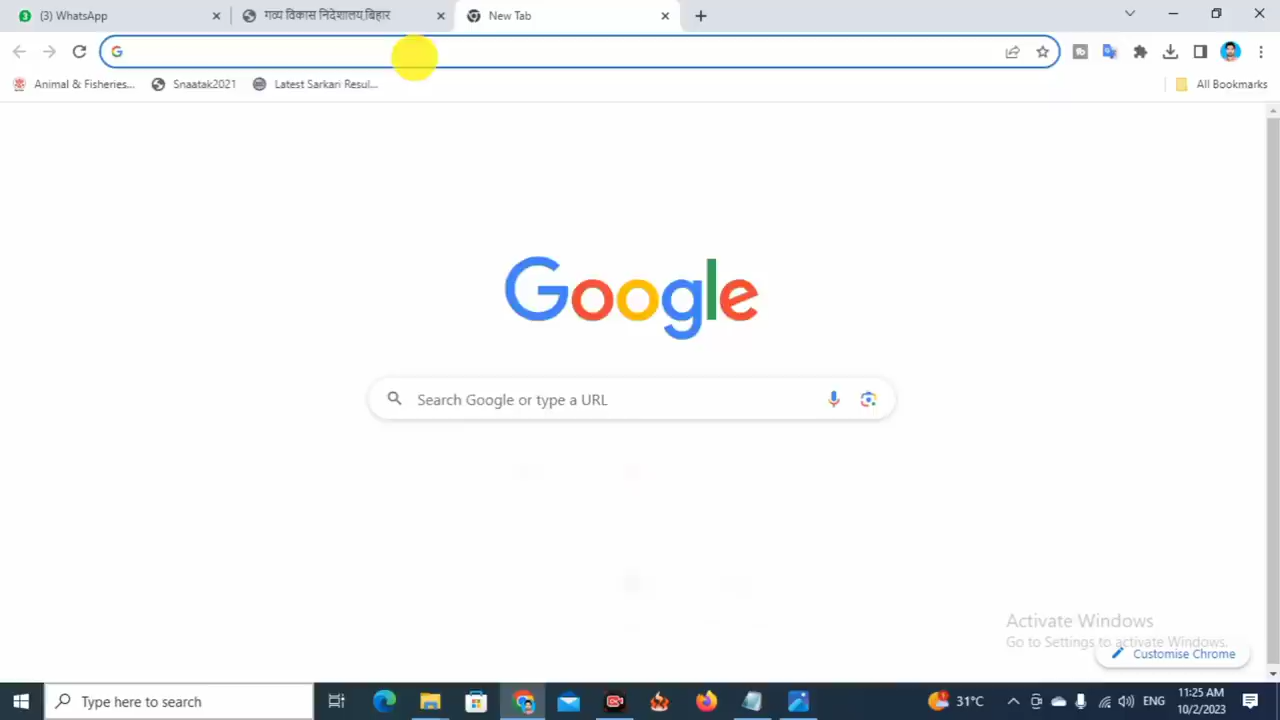 (3) WhatsApp
गव्य विकास निदेशालय,बिहार
New Tab
Animal & Fisheries...
Snaatak2021
Latest Sarkari Resul...
All Bookmarks
Google
Search Google or type a URL
Activate Windows
Go to Settings to activate Windows.
Customise Chrome
Type here to search
31°C
ENG
11:25 AM
10/2/2023